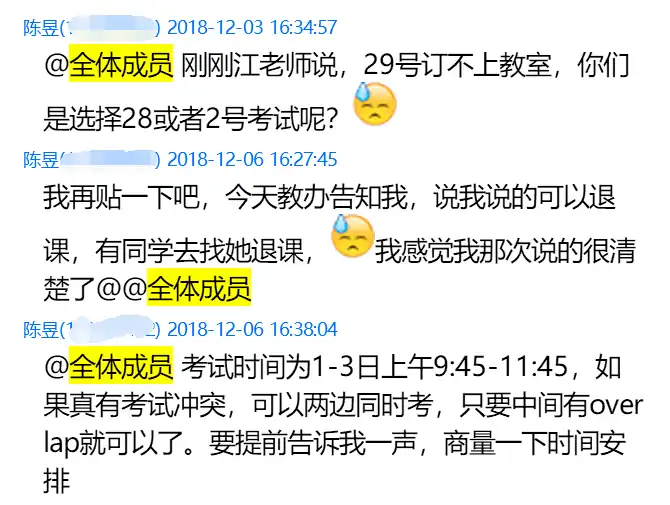 陈昱(1 ) 2018-12-03 16:34:57
@全体成员 刚刚江老师说，29号订不上教室，你们
是选择28或者2号考试呢？
陈昱( ) 2018-12-06 16:27:45
我再贴一下吧，今天教办告知我，说我说的可以退
课，有同学去找她退课，我感觉我那次说的很清
楚了@@全体成员
陈昱(1 2) 2018-12-06 16:38:04
@全体成员 考试时间为1-3日上午9:45-11:45，如
果真有考试冲突，可以两边同时考，只要中间有over
lap就可以了。要提前告诉我一声，商量一下时间安
排